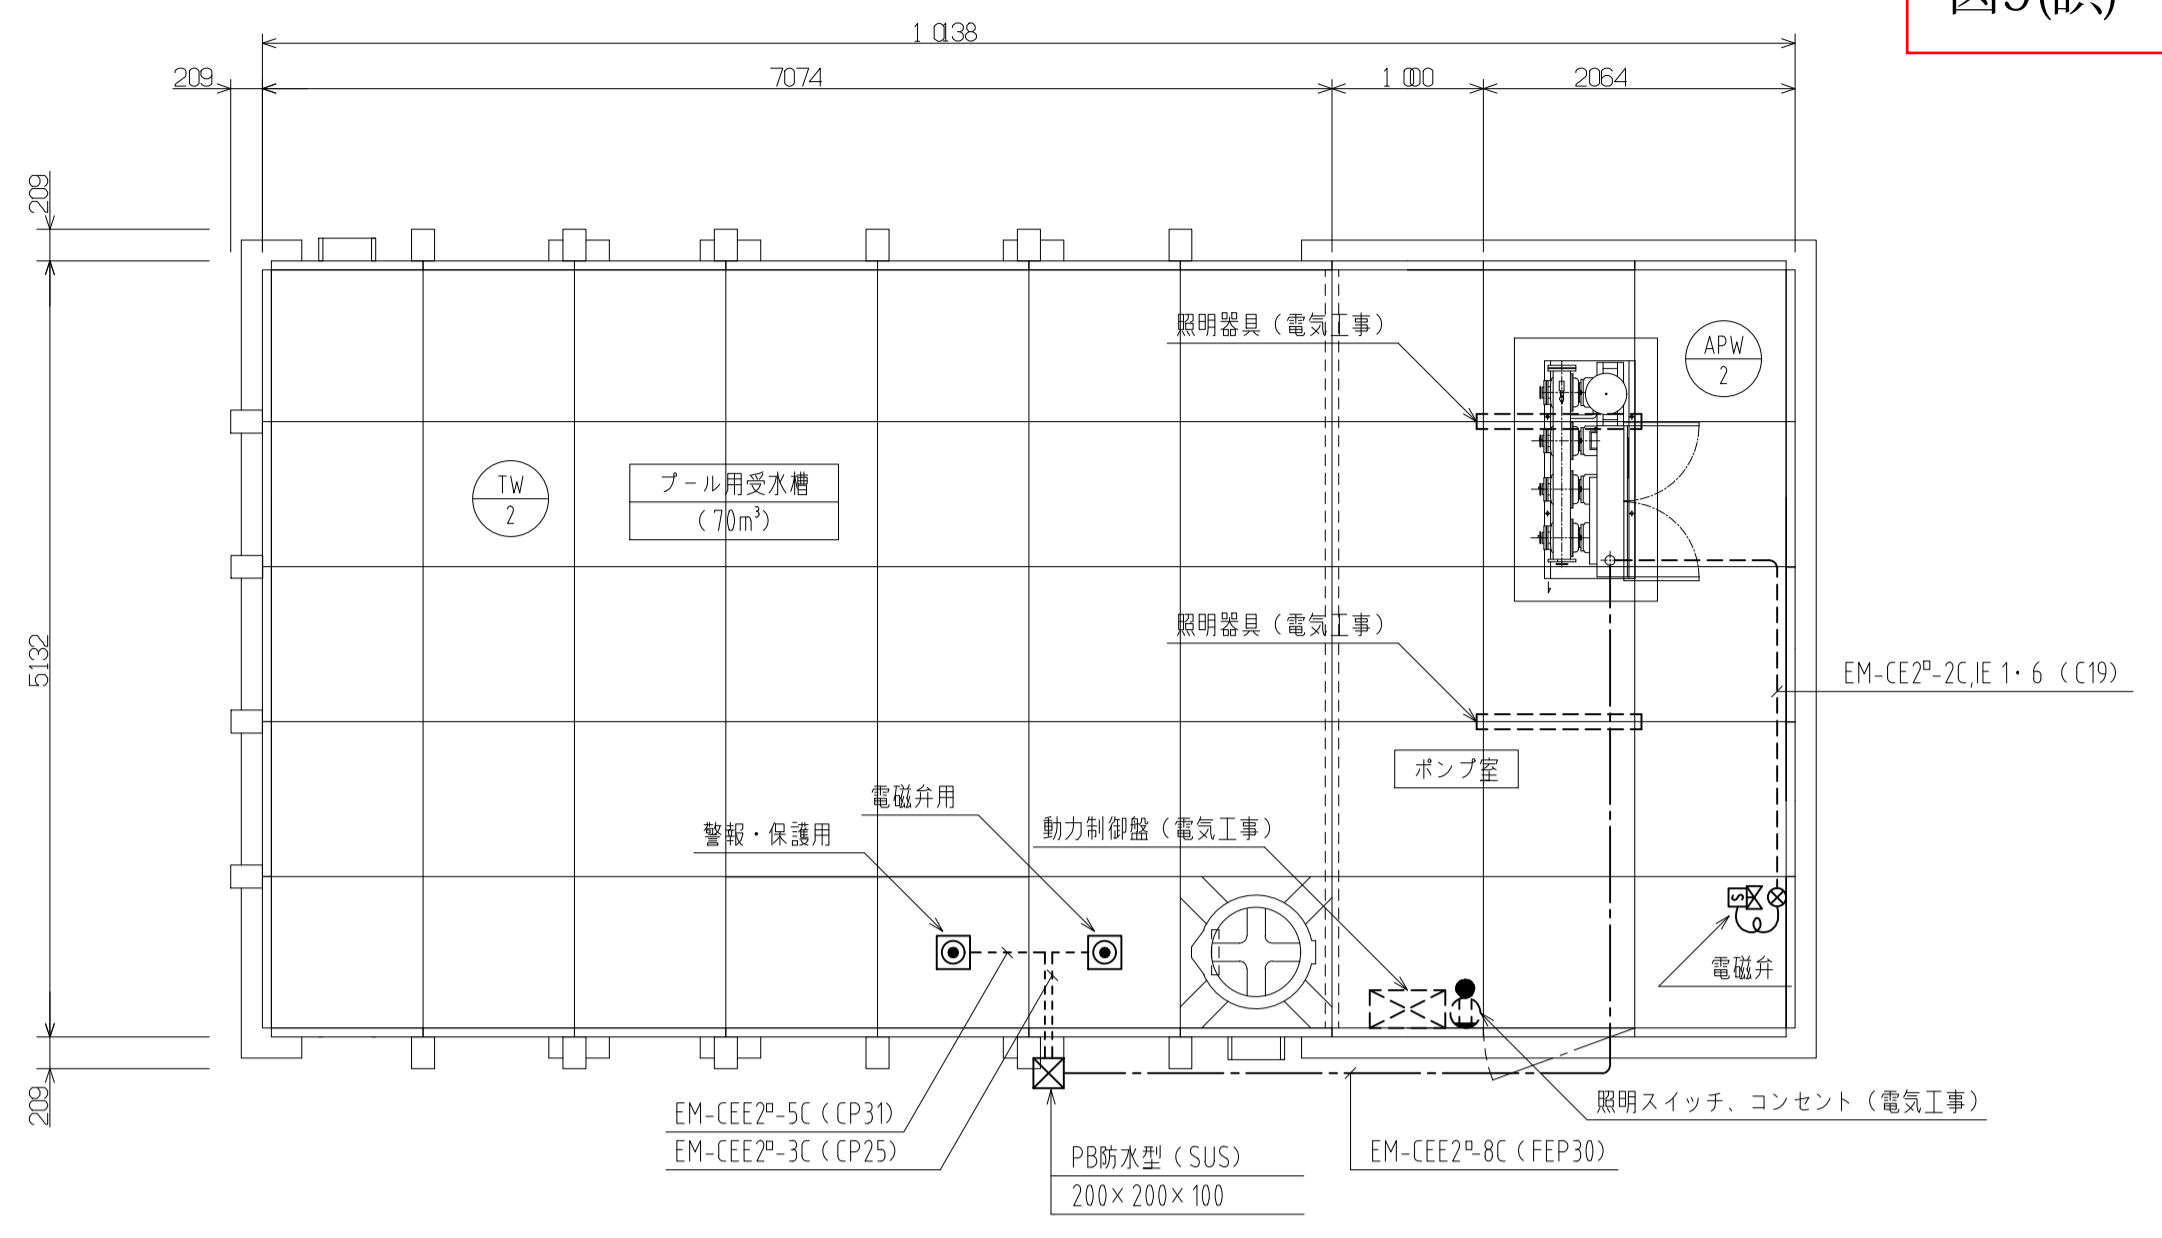 図5(誤)
10138
209
7074
1000
2064
209
照明器具（電気工事）
APW
2
TW
2
プール用受水槽
（70m³）
照明器具（電気工事）
5132
EM-CE2□-2C,IE 1・6（C19）
ポンプ室
電磁弁用
警報・保護用
動力制御盤（電気工事）
S
電磁弁
209
照明スイッチ、コンセント（電気工事）
EM-CEE2□-5C（CP31）
EM-CEE2□-3C（CP25）
PB防水型（SUS）
200×200×100
EM-CEE2□-8C（FEP30）